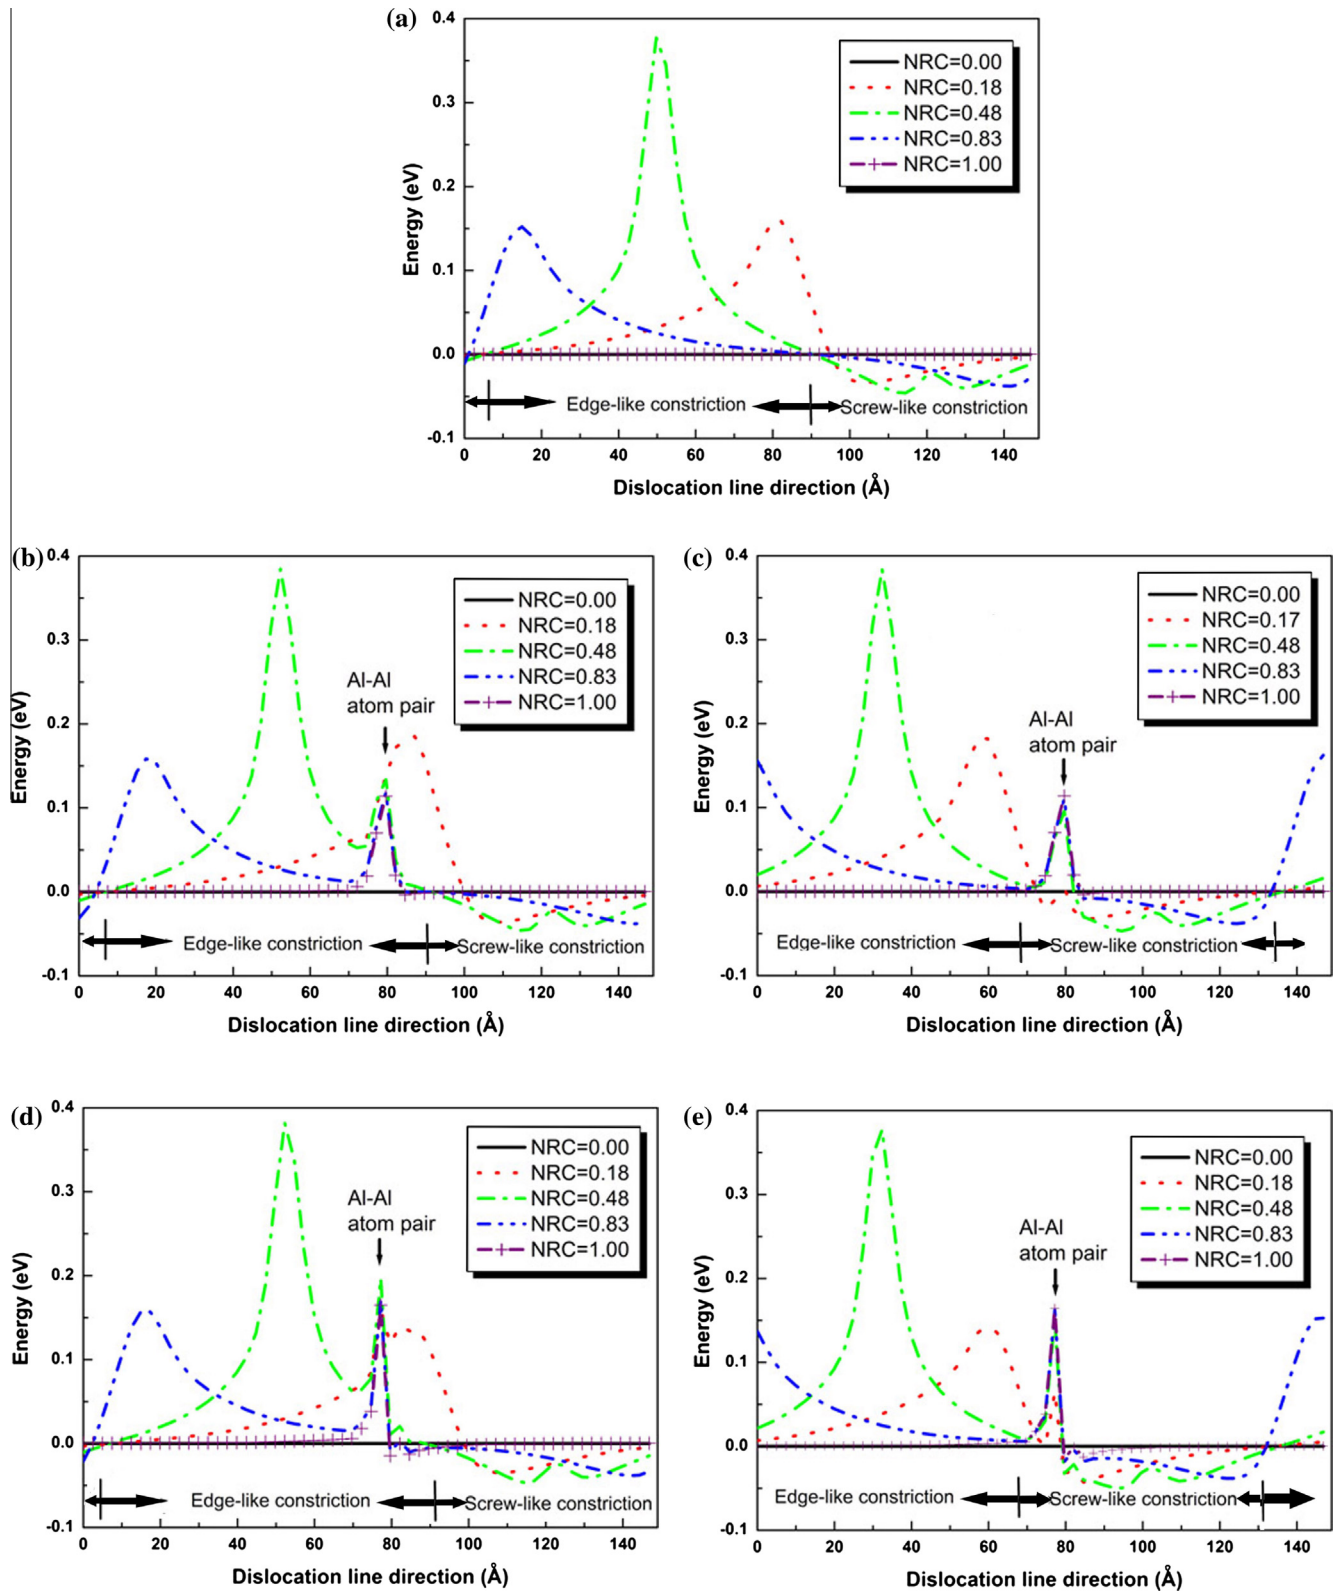 (a)
0.4
0.3
0.2
0.1
0.0
-0.1
Energy (eV)
NRC=0.00
NRC=0.18
NRC=0.48
NRC=0.83
NRC=1.00
Edge-like constriction
Screw-like constriction
0 20 40 60 80 100 120 140
Dislocation line direction (Å)
(b)
0.4
0.3
0.2
0.1
0.0
-0.1
Energy (eV)
NRC=0.00
NRC=0.18
NRC=0.48
NRC=0.83
NRC=1.00
Al-Al
atom pair
Edge-like constriction
Screw-like constriction
0 20 40 60 80 100 120 140
Dislocation line direction (Å)
(c)
0.4
0.3
0.2
0.1
0.0
-0.1
Energy (eV)
NRC=0.00
NRC=0.17
NRC=0.48
NRC=0.83
NRC=1.00
Al-Al
atom pair
Edge-like constriction
Screw-like constriction
0 20 40 60 80 100 120 140
Dislocation line direction (Å)
(d)
0.4
0.3
0.2
0.1
0.0
-0.1
Energy (eV)
NRC=0.00
NRC=0.18
NRC=0.48
NRC=0.83
NRC=1.00
Al-Al
atom pair
Edge-like constriction
Screw-like constriction
0 20 40 60 80 100 120 140
Dislocation line direction (Å)
(e)
0.4
0.3
0.2
0.1
0.0
-0.1
Energy (eV)
NRC=0.00
NRC=0.18
NRC=0.48
NRC=0.83
NRC=1.00
Al-Al
atom pair
Edge-like constriction
Screw-like constriction
0 20 40 60 80 100 120 140
Dislocation line direction (Å)